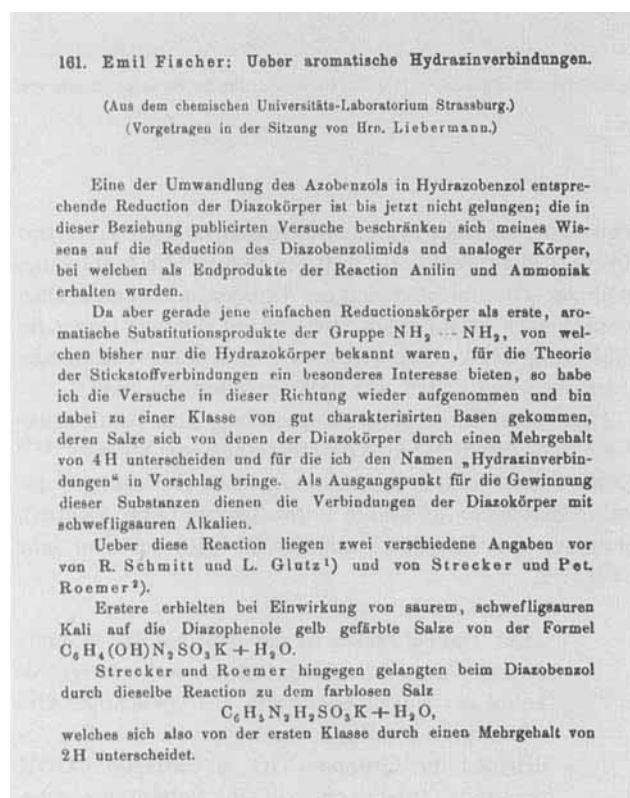 161. Emil Fischer: Ueber aromatische Hydrazinverbindungen.
(Aus dem chemischen Universitäts-Laboratorium Strassburg.)
(Vorgetragen in der Sitzung von Hrn. Liebermann.)
Eine der Umwandlung des Azobenzols in Hydrazobenzol entspre-
chende Reduction der Diazokörper ist bis jetzt nicht gelungen; die in
dieser Beziehung publicirten Versuche beschränken sich meines Wis-
sens auf die Reduction des Diazobenzolimids und analoger Körper,
bei welchen als Endprodukte der Reaction Anilin und Ammoniak
erhalten wurden.
Da aber gerade jene einfachen Reductionskörper als erste, aro-
matische Substitutionsprodukte der Gruppe NH₂ --- NH₂, von wel-
chen bisher nur die Hydrazokörper bekannt waren, für die Theorie
der Stickstoffverbindungen ein besonderes Interesse bieten, so habe
ich die Versuche in dieser Richtung wieder aufgenommen und bin
dabei zu einer Klasse von gut charakterisirten Basen gekommen,
deren Salze sich von denen der Diazokörper durch einen Mehrgehalt
von 4H unterscheiden und für die ich den Namen „Hydrazinverbin-
dungen“ in Vorschlag bringe. Als Ausgangspunkt für die Gewinnung
dieser Substanzen dienen die Verbindungen der Diazokörper mit
schwefligsauren Alkalien.
Ueber diese Reaction liegen zwei verschiedene Angaben vor
von R. Schmitt und L. Glutz¹) und von Strecker und Pet.
Roemer²).
Erstere erhielten bei Einwirkung von saurem, schwefligsauren
Kali auf die Diazophenole gelb gefärbte Salze von der Formel
C₆H₄(OH)N₂SO₃K + H₂O.
Strecker und Roemer hingegen gelangten beim Diazobenzol
durch dieselbe Reaction zu dem farblosen Salz
C₆H₅N₂H₂SO₃K + H₂O,
welches sich also von der ersten Klasse durch einen Mehrgehalt von
2H unterscheidet.